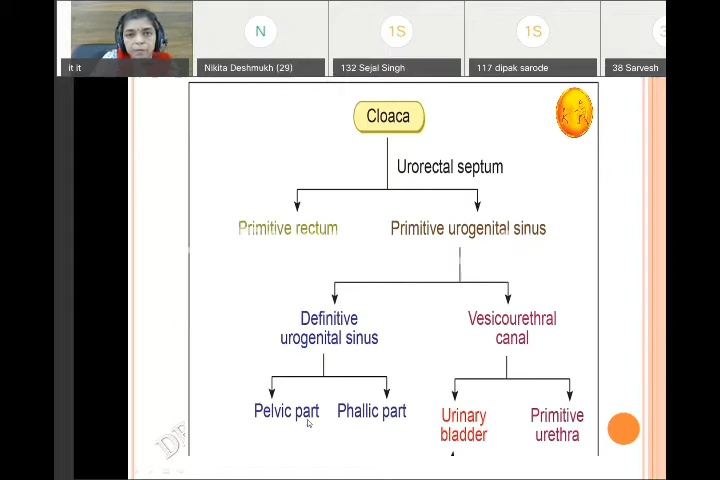 N
1S
1S
it it
Nikita Deshmukh (29)
132 Sejal Singh
117 dipak sarode
38 Sarvesh
Cloaca
Urorectal septum
Primitive rectum
Primitive urogenital sinus
Definitive
urogenital sinus
Vesicourethral
canal
Pelvic part
Phallic part
Urinary
bladder
Primitive
urethra